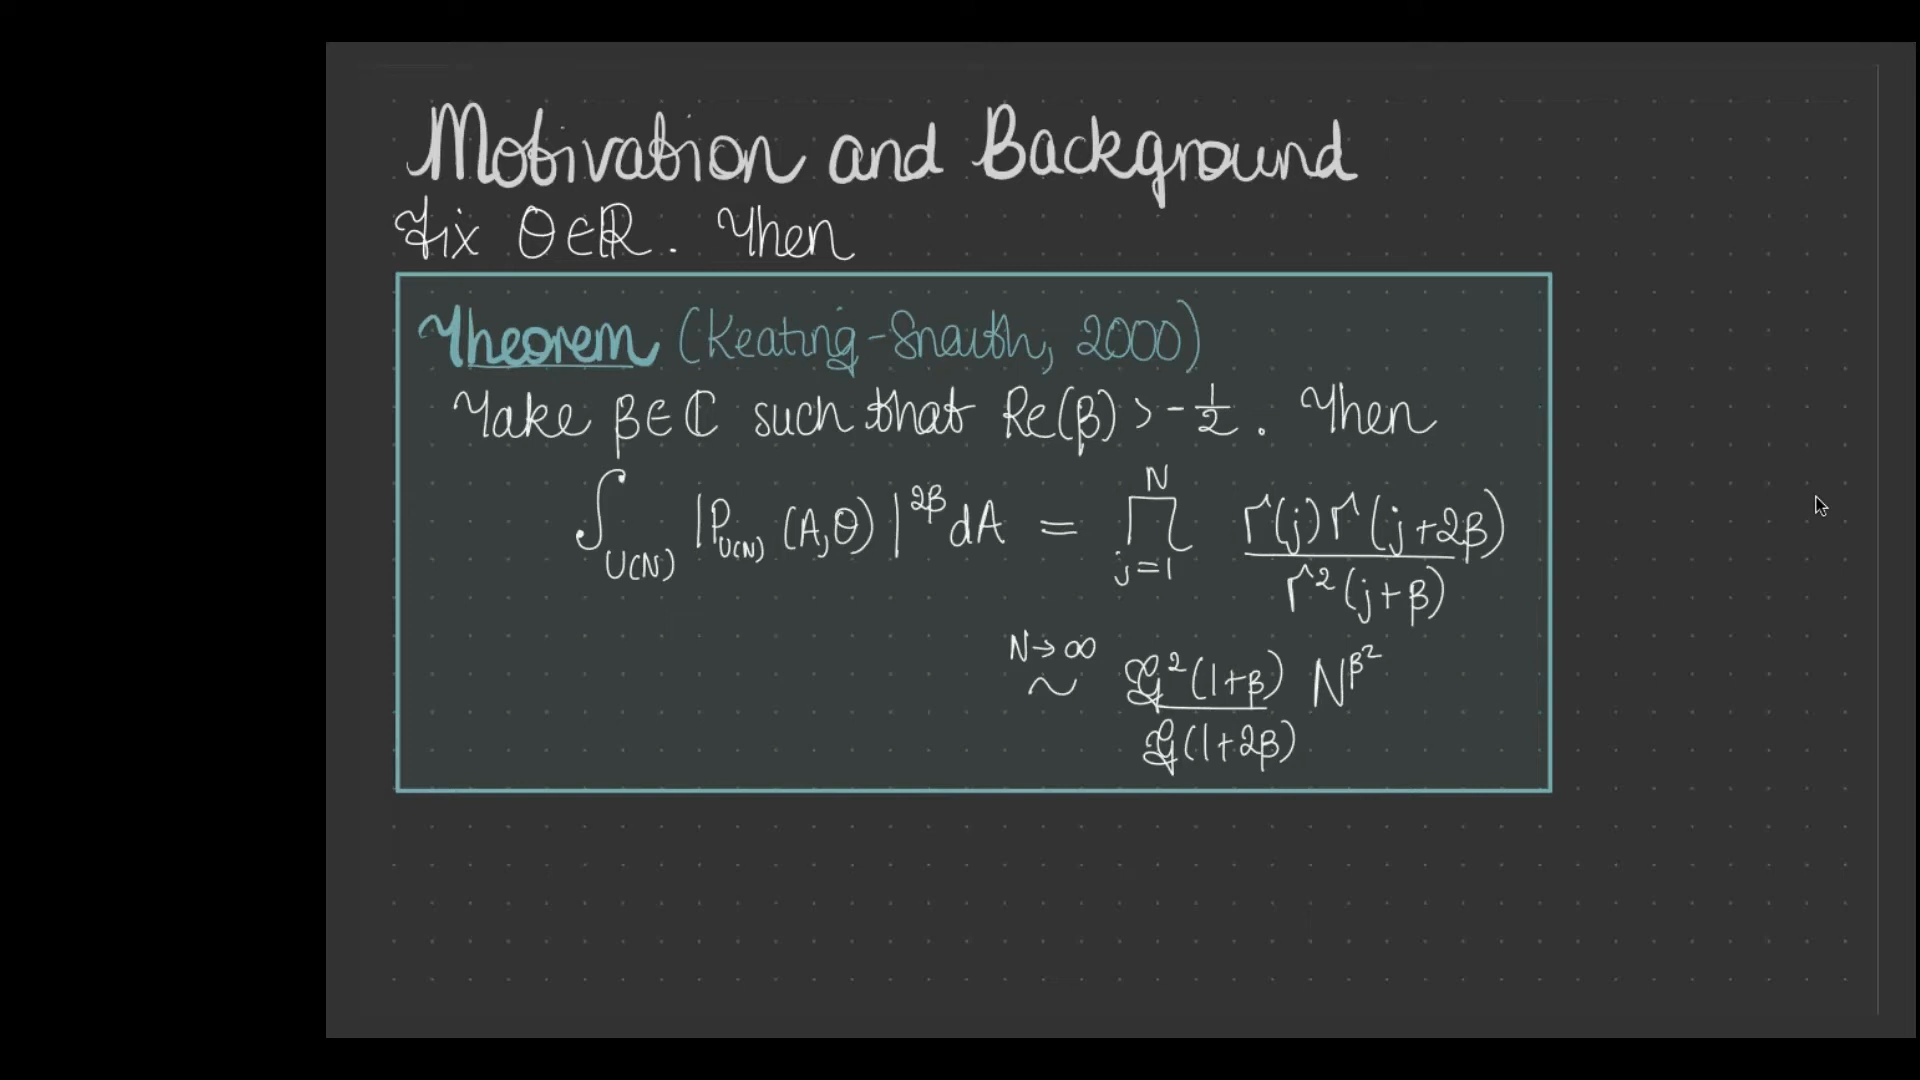 Motivation and Background
Fix θ∈ℝ. Then
Theorem (Keating-Snaith, 2000)
Take β∈ℂ such that Re(β) > -1/2. Then
∫_{U(N)} |P_{U(N)}(A,θ)|^{2β} dA = ∏_{j=1}^{N} Γ(j)Γ(j+2β) / Γ²(j+β)
N→∞ ~ G²(1+β) / G(1+2β) N^{β²}